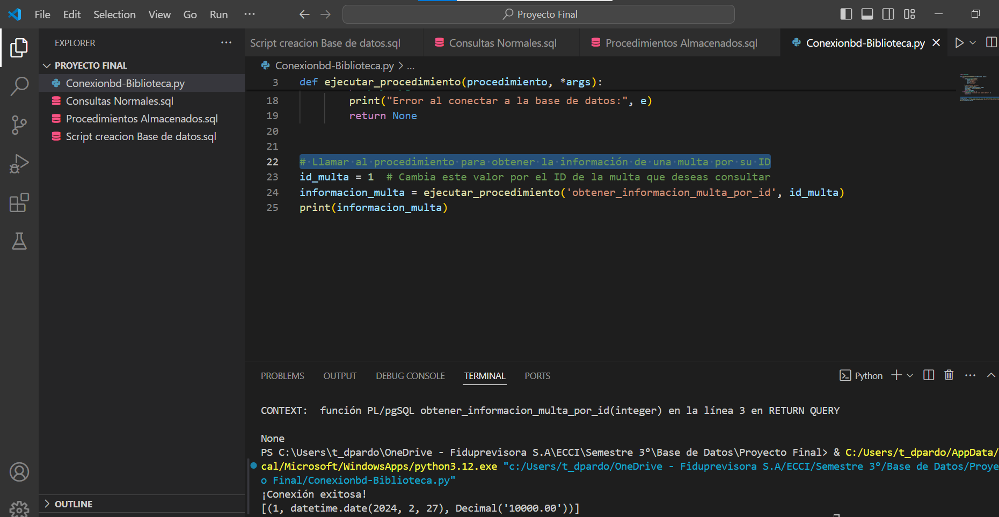 File Edit Selection View Go Run ···
Proyecto Final
EXPLORER ···
PROYECTO FINAL
Conexionbd-Biblioteca.py
Consultas Normales.sql
Procedimientos Almacenados.sql
Script creacion Base de datos.sql
OUTLINE
Script creacion Base de datos.sql Consultas Normales.sql Procedimientos Almacenados.sql Conexionbd-Biblioteca.py
Conexionbd-Biblioteca.py > ...
3 def ejecutar_procedimiento(procedimiento, *args):
18 print("Error al conectar a la base de datos:", e)
19 return None
20
21
22 # Llamar al procedimiento para obtener la información de una multa por su ID
23 id_multa = 1 # Cambia este valor por el ID de la multa que deseas consultar
24 informacion_multa = ejecutar_procedimiento('obtener_informacion_multa_por_id', id_multa)
25 print(informacion_multa)
PROBLEMS OUTPUT DEBUG CONSOLE TERMINAL PORTS Python
CONTEXT: función PL/pgSQL obtener_informacion_multa_por_id(integer) en la línea 3 en RETURN QUERY
None
PS C:\Users\t_dpardo\OneDrive - Fiduprevisora S.A\ECCI\Semestre 3°\Base de Datos\Proyecto Final> & C:/Users/t_dpardo/AppData/
cal/Microsoft/WindowsApps/python3.12.exe "c:/Users/t_dpardo/OneDrive - Fiduprevisora S.A/ECCI/Semestre 3°/Base de Datos/Proye
o Final/Conexionbd-Biblioteca.py"
¡Conexión exitosa!
[(1, datetime.date(2024, 2, 27), Decimal('10000.00'))]